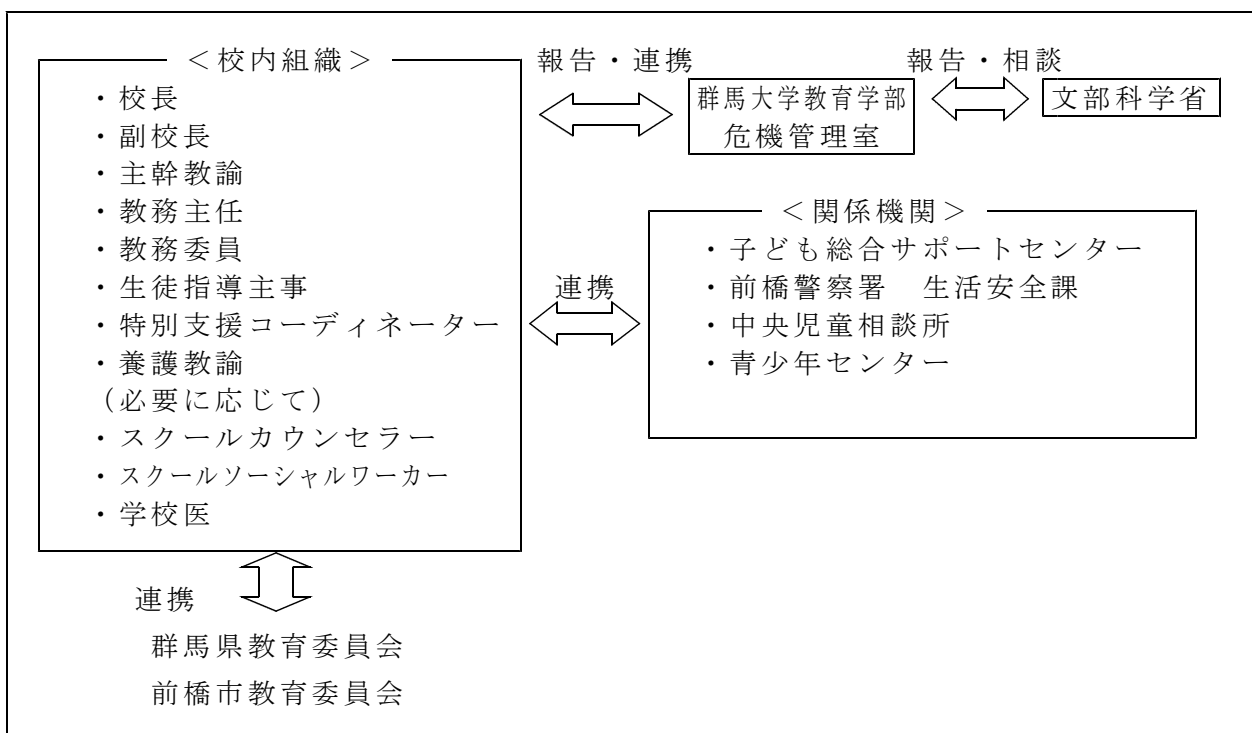 ＜校内組織＞
・校長
・副校長
・主幹教諭
・教務主任
・教務委員
・生徒指導主事
・特別支援コーディネーター
・養護教諭
（必要に応じて）
・スクールカウンセラー
・スクールソーシャルワーカー
・学校医
報告・連携
群馬大学教育学部
危機管理室
報告・相談
文部科学省
連携
＜関係機関＞
・子ども総合サポートセンター
・前橋警察署　生活安全課
・中央児童相談所
・青少年センター
連携
群馬県教育委員会
前橋市教育委員会